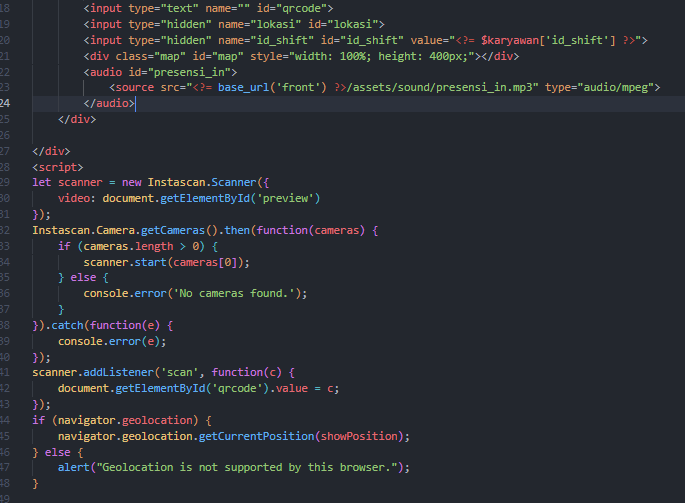 18 <input type="text" name="" id="qrcode">
19 <input type="hidden" name="lokasi" id="lokasi">
20 <input type="hidden" name="id_shift" id="id_shift" value="<?= $karyawan['id_shift'] ?>">
21 <div class="map" id="map" style="width: 100%; height: 400px;"></div>
22 <audio id="presensi_in">
23 <source src="<?= base_url('front') ?>/assets/sound/presensi_in.mp3" type="audio/mpeg">
24 </audio>
25 </div>
26
27 </div>
28 <script>
29 let scanner = new Instascan.Scanner({
30 video: document.getElementById('preview')
31 });
32 Instascan.Camera.getCameras().then(function(cameras) {
33 if (cameras.length > 0) {
34 scanner.start(cameras[0]);
35 } else {
36 console.error('No cameras found.');
37 }
38 }).catch(function(e) {
39 console.error(e);
40 });
41 scanner.addListener('scan', function(c) {
42 document.getElementById('qrcode').value = c;
43 });
44 if (navigator.geolocation) {
45 navigator.geolocation.getCurrentPosition(showPosition);
46 } else {
47 alert("Geolocation is not supported by this browser.");
48 }
49